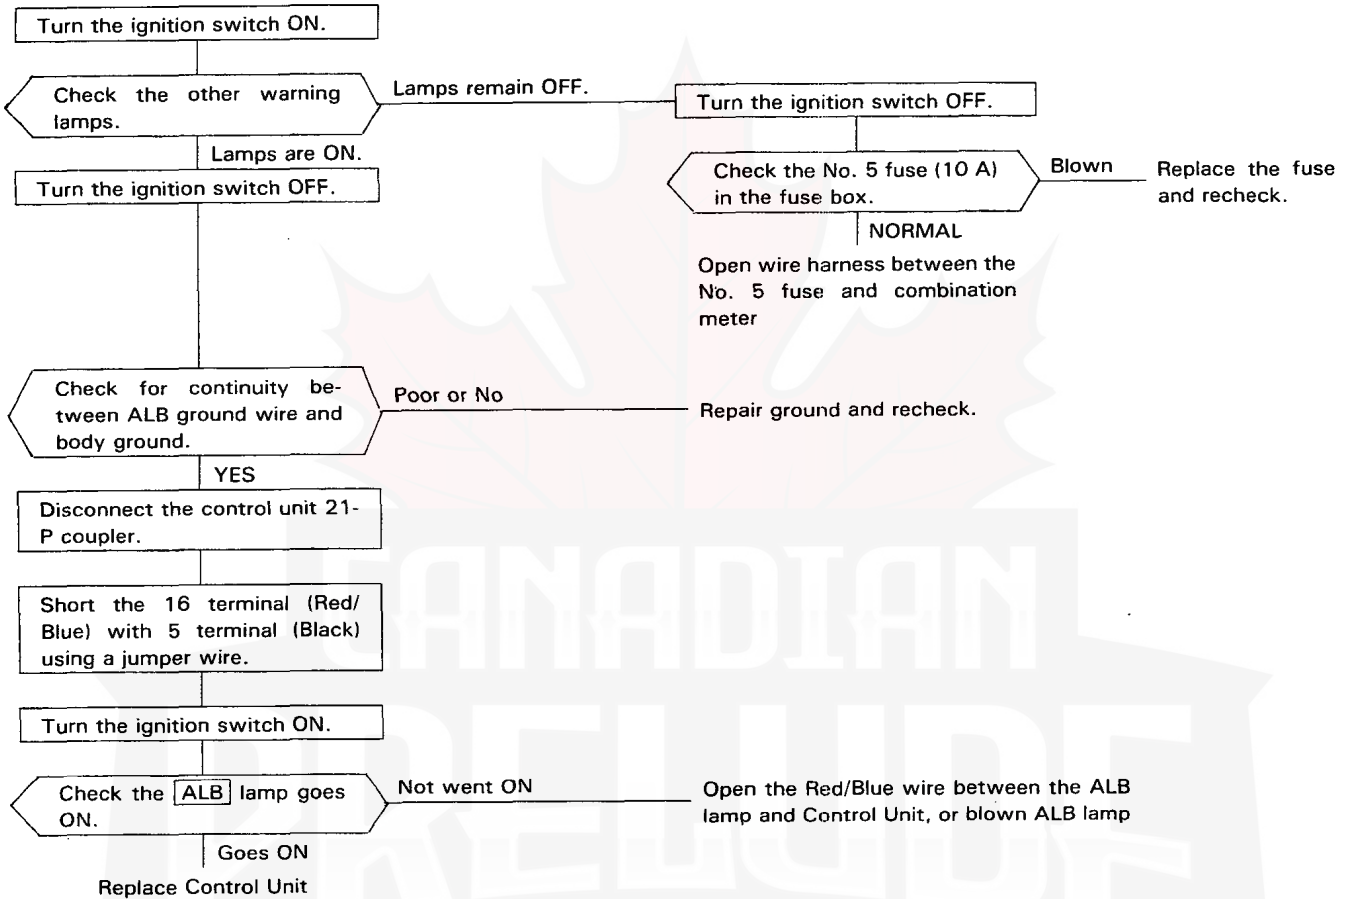 Turn the ignition switch ON.
Check the other warning
lamps.
Lamps remain OFF.
Turn the ignition switch OFF.
Lamps are ON.
Turn the ignition switch OFF.
Check the No. 5 fuse (10 A)
in the fuse box.
Blown
Replace the fuse
and recheck.
NORMAL
Open wire harness between the
No. 5 fuse and combination
meter
Check for continuity be-
tween ALB ground wire and
body ground.
Poor or No
Repair ground and recheck.
YES
Disconnect the control unit 21-
P coupler.
Short the 16 terminal (Red/
Blue) with 5 terminal (Black)
using a jumper wire.
Turn the ignition switch ON.
Check the ALB lamp goes
ON.
Not went ON
Open the Red/Blue wire between the ALB
lamp and Control Unit, or blown ALB lamp
Goes ON
Replace Control Unit
CANADIAN
PRELUDE